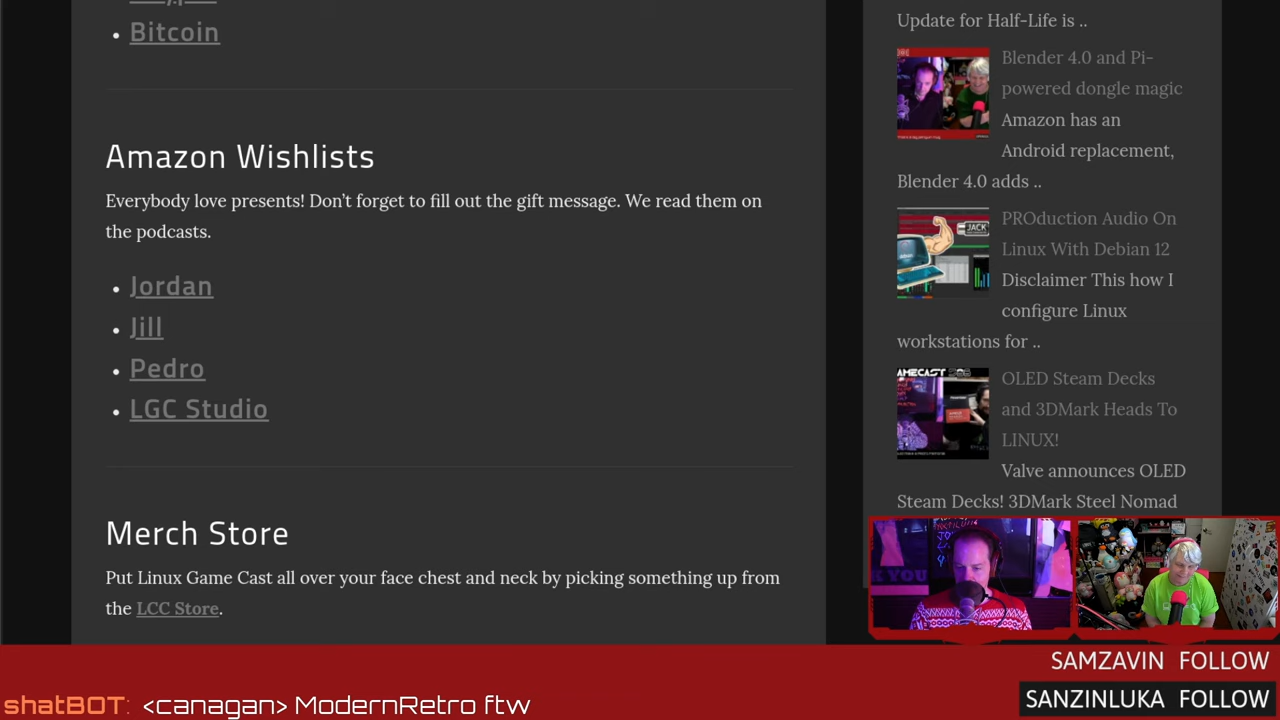 Bitcoin
Amazon Wishlists
Everybody love presents! Don’t forget to fill out the gift message. We read them on
the podcasts.
Jordan
Jill
Pedro
LGC Studio
Merch Store
Put Linux Game Cast all over your face chest and neck by picking something up from
the LCC Store.
Update for Half-Life is ..
Blender 4.0 and Pi-
powered dongle magic
Amazon has an
Android replacement,
Blender 4.0 adds ..
JACK
PROduction Audio On
Linux With Debian 12
Disclaimer This how I
configure Linux
workstations for ..
OLED Steam Decks
and 3DMark Heads To
LINUX!
Valve announces OLED
Steam Decks! 3DMark Steel Nomad
SAMZAVIN FOLLOW
SANZINLUKA FOLLOW
shatBOT: <canagan> ModernRetro ftw